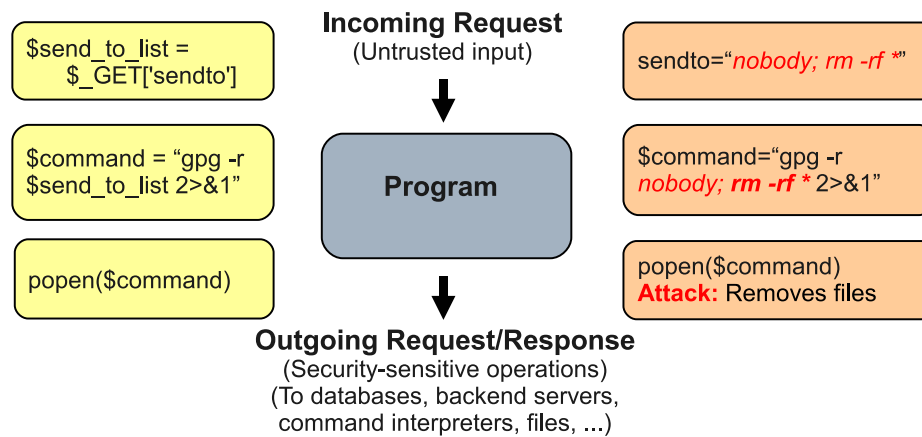 Incoming Request
(Untrusted input)
$send_to_list =
$_GET['sendto']
$command = “gpg -r
$send_to_list 2>&1”
popen($command)
Program
sendto=“nobody; rm -rf *”
$command=“gpg -r
nobody; rm -rf * 2>&1”
popen($command)
Attack: Removes files
Outgoing Request/Response
(Security-sensitive operations)
(To databases, backend servers,
command interpreters, files, ...)